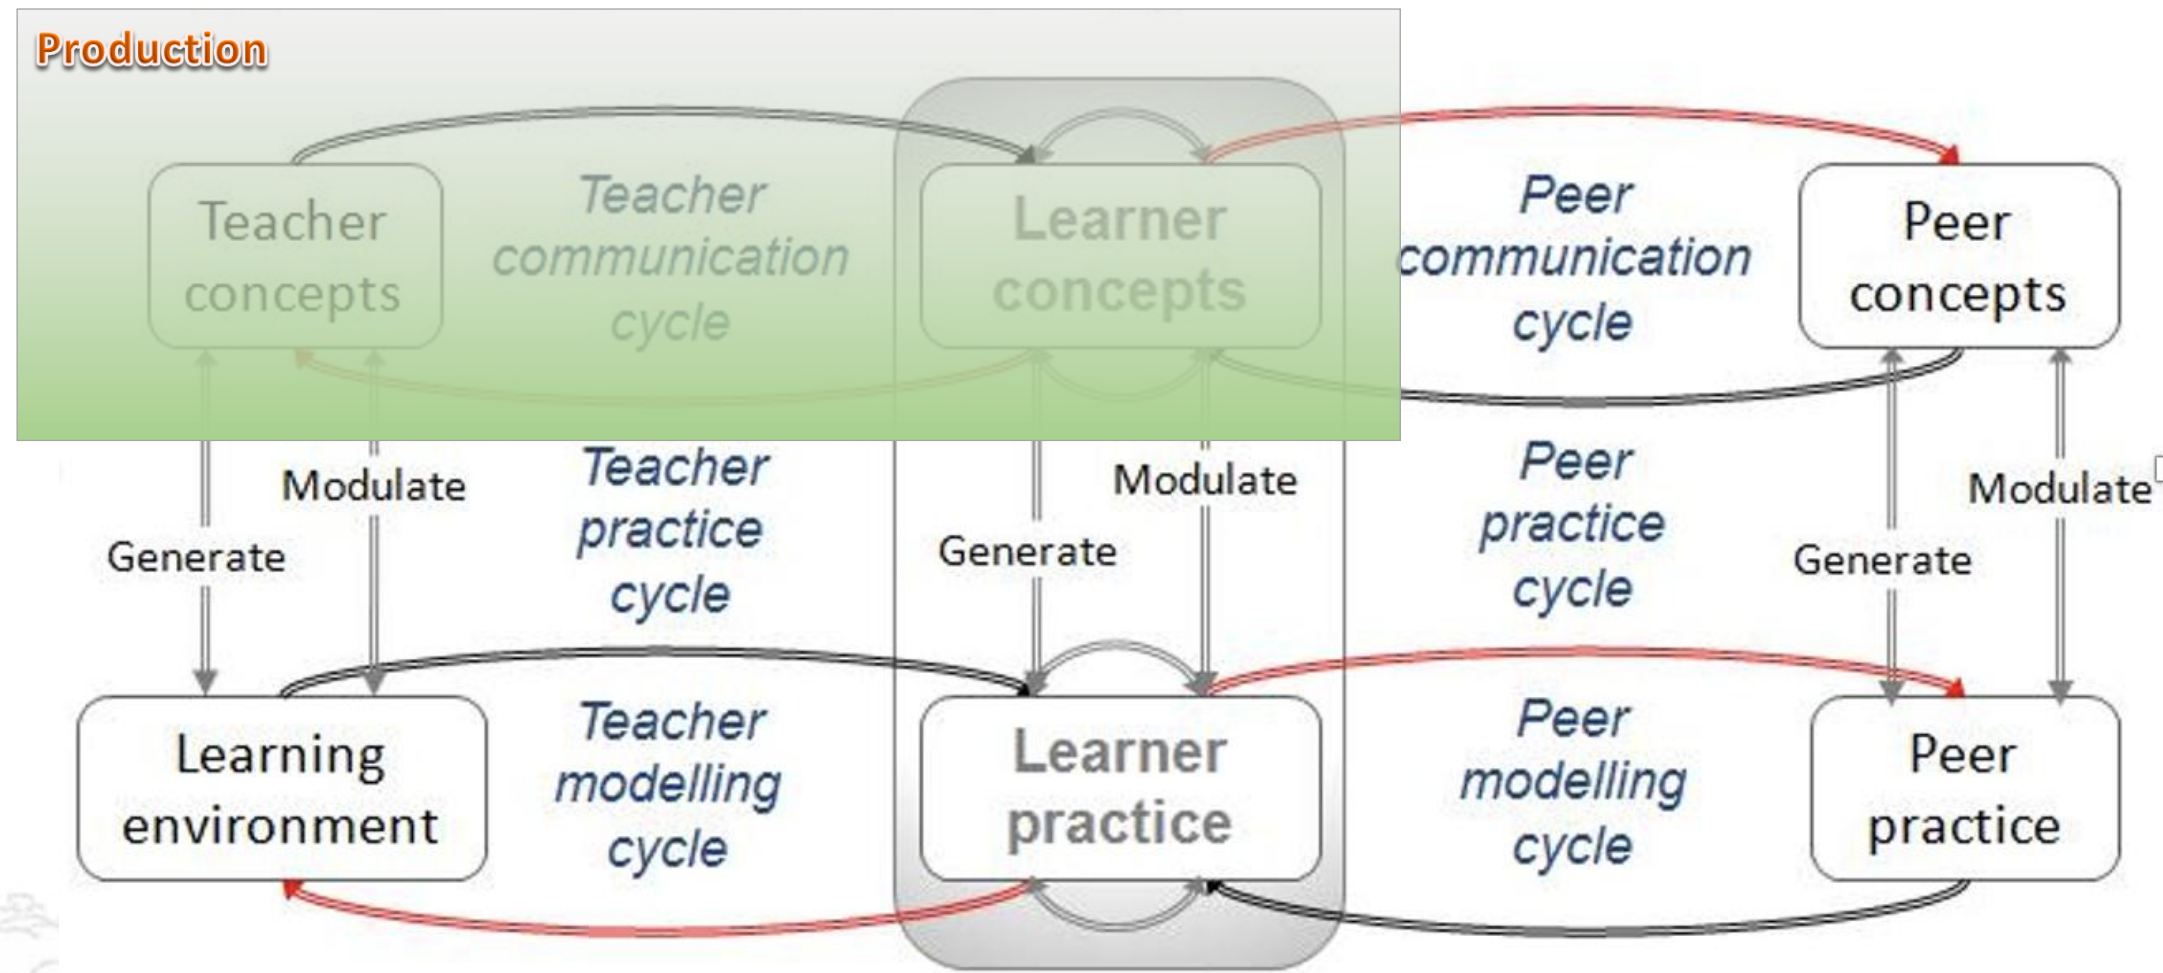 Production
Teacher
concepts
Teacher
communication
cycle
Learner
concepts
Peer
communication
cycle
Peer
concepts
Generate
Modulate
Teacher
practice
cycle
Generate
Modulate
Peer
practice
cycle
Generate
Modulate
Learning
environment
Teacher
modelling
cycle
Learner
practice
Peer
modelling
cycle
Peer
practice